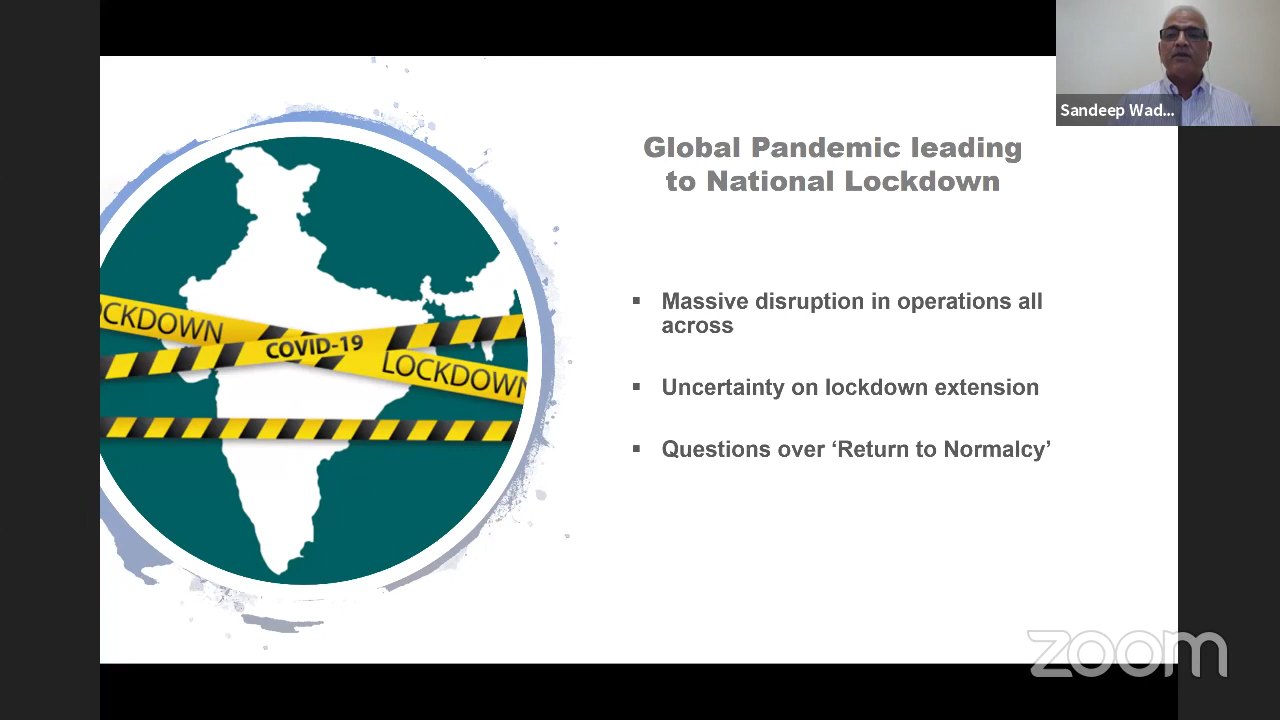 Sandeep Wad...
Global Pandemic leading
to National Lockdown
▪ Massive disruption in operations all
across
▪ Uncertainty on lockdown extension
▪ Questions over ‘Return to Normalcy’
OCKDOWN
COVID-19
LOCKDOWN
zoom